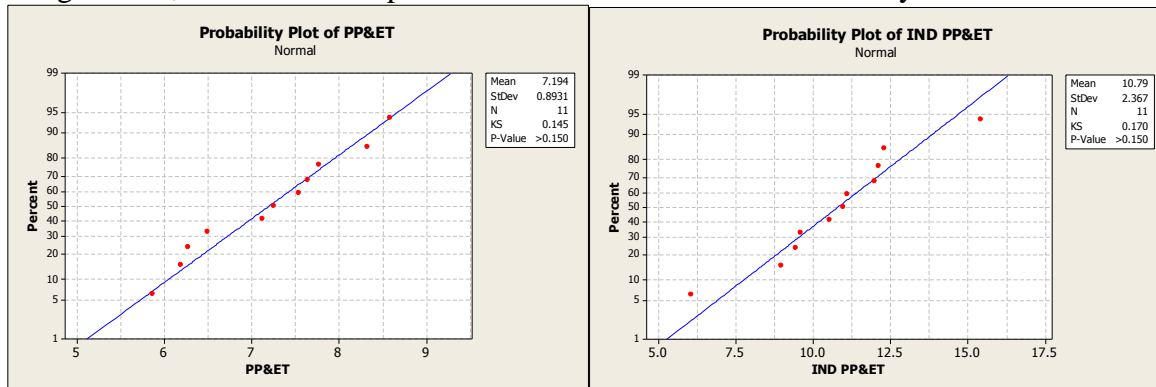 Probability Plot of PP&ET
Normal
99
95
90
80
70
60
50
40
30
20
10
5
1
Percent
5 6 7 8 9
PP&ET
Mean 7.194
StDev 0.8931
N 11
KS 0.145
P-Value >0.150
Probability Plot of IND PP&ET
Normal
99
95
90
80
70
60
50
40
30
20
10
5
1
Percent
5.0 7.5 10.0 12.5 15.0 17.5
IND PP&ET
Mean 10.79
StDev 2.367
N 11
KS 0.170
P-Value >0.150